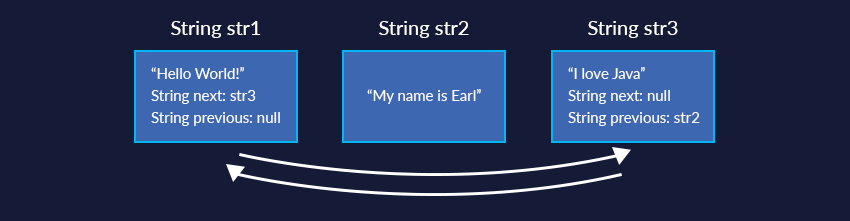 String str1
“Hello World!”
String next: str3
String previous: null
String str2
“My name is Earl”
String str3
“I love Java”
String next: null
String previous: str2